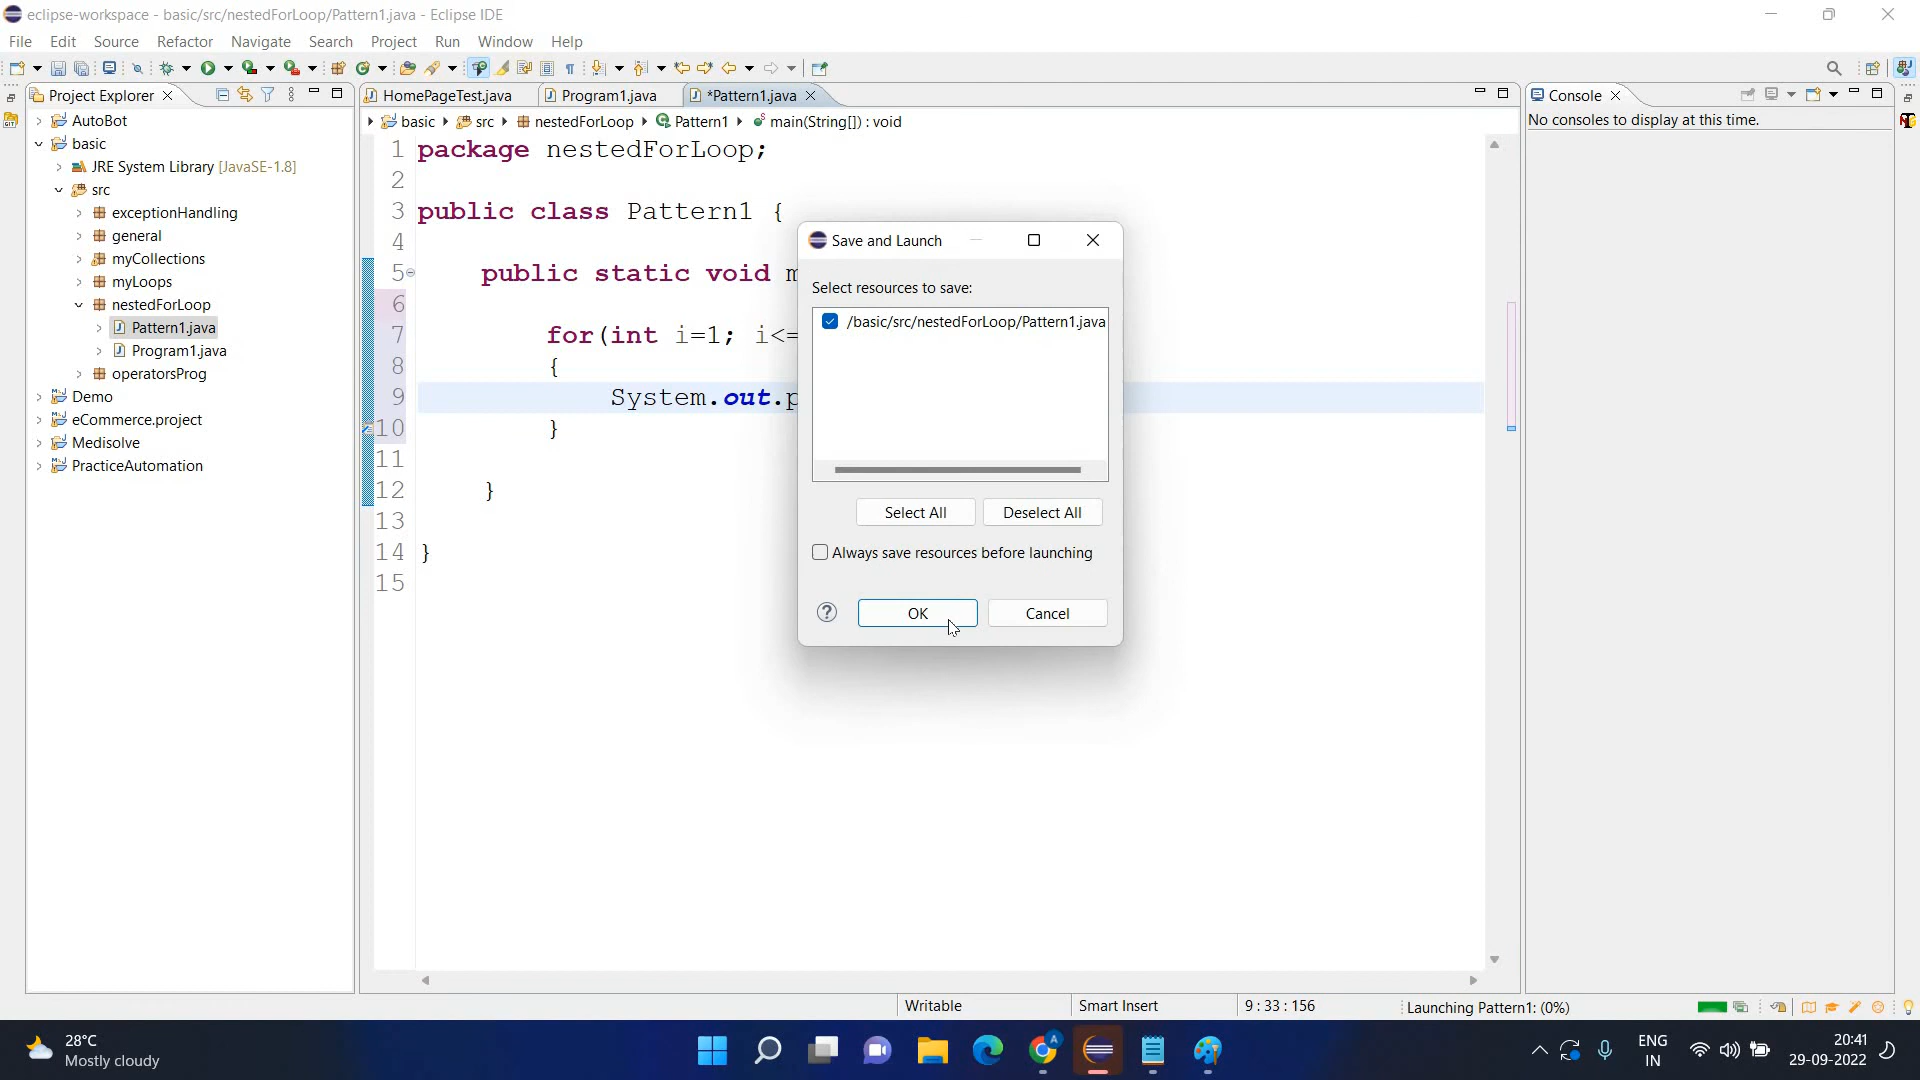 eclipse-workspace - basic/src/nestedForLoop/Pattern1.java - Eclipse IDE
File Edit Source Refactor Navigate Search Project Run Window Help
Project Explorer
HomePageTest.java Program1.java *Pattern1.java
Console
AutoBot
basic
JRE System Library [JavaSE-1.8]
src
exceptionHandling
general
myCollections
myLoops
nestedForLoop
Pattern1.java
Program1.java
operatorsProg
Demo
eCommerce.project
Medisolve
PracticeAutomation
basic src nestedForLoop Pattern1 main(String[]) : void
1 package nestedForLoop;
2
3 public class Pattern1 {
4
5 public static void m
6
7 for(int i=1; i<=
8 {
9 System.out.p
10 }
11
12 }
13
14 }
15
Save and Launch
Select resources to save:
/basic/src/nestedForLoop/Pattern1.java
Select All Deselect All
Always save resources before launching
OK Cancel
No consoles to display at this time.
Writable Smart Insert 9 : 33 : 156 Launching Pattern1: (0%)
28°C
Mostly cloudy
ENG
IN
20:41
29-09-2022